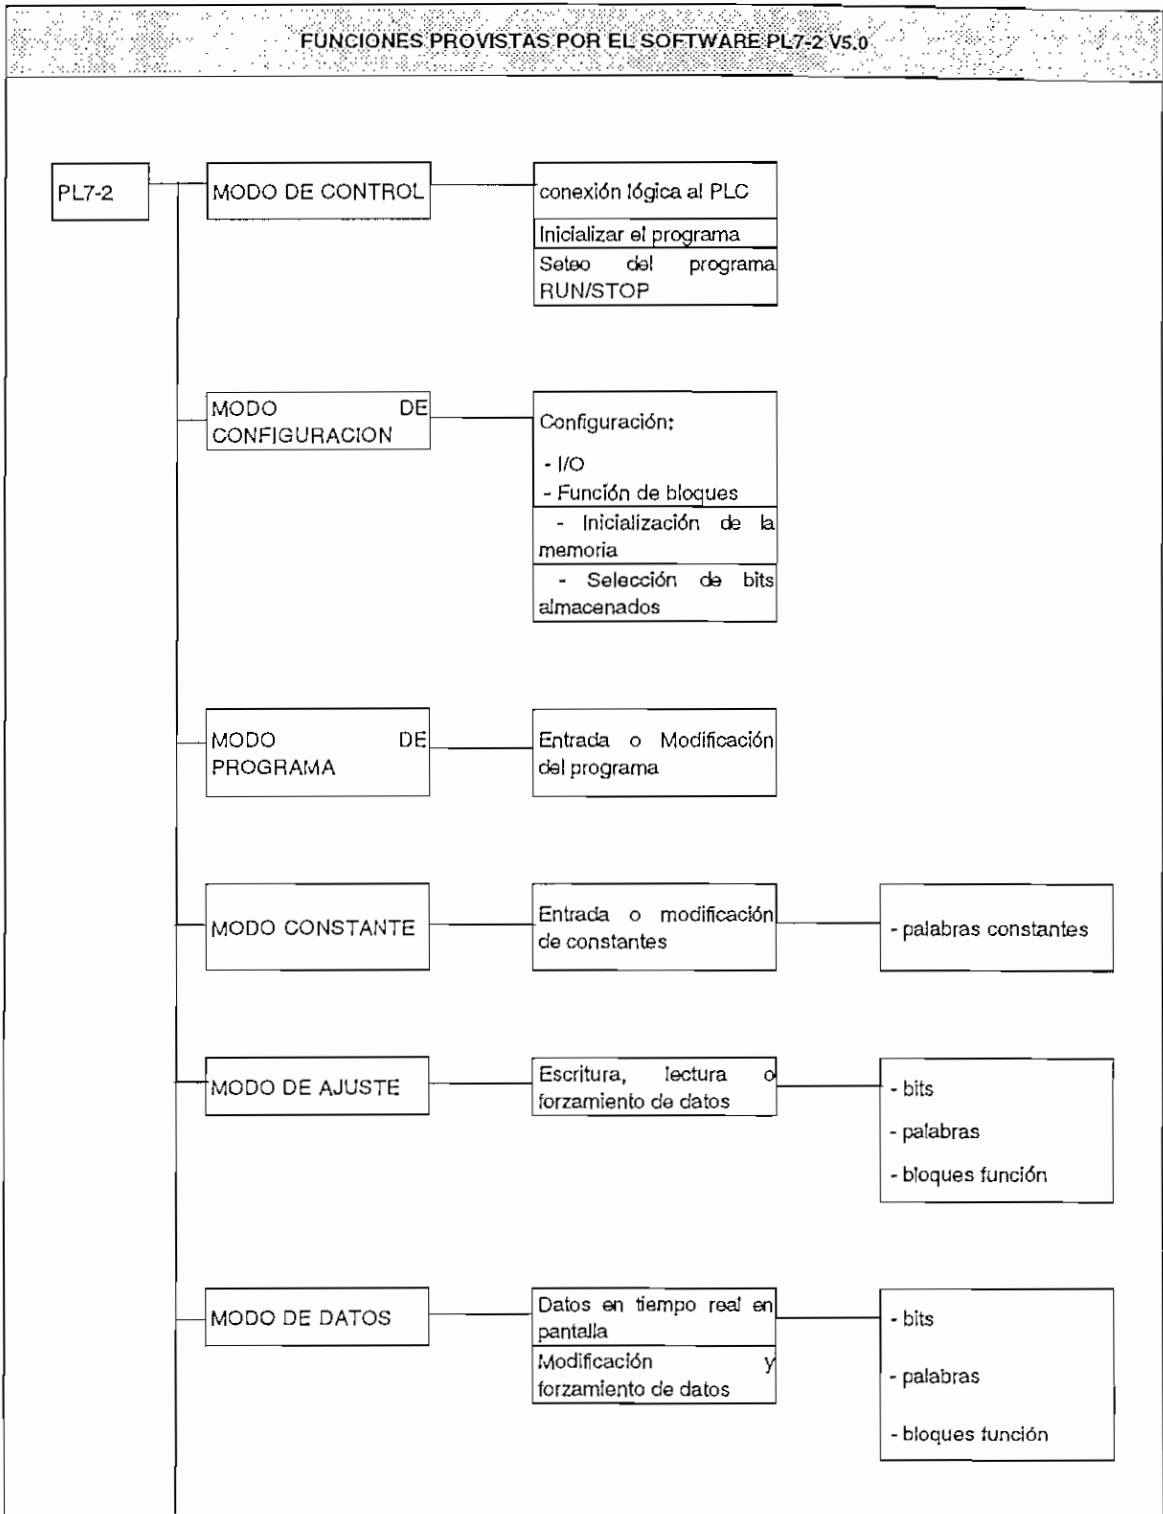 FUNCIONES PROVISTAS POR EL SOFTWARE PL7-2 V5.0
PL7-2
MODO DE CONTROL
conexión lógica al PLC
Inicializar el programa
Seteo del programa
RUN/STOP
MODO DE
CONFIGURACION
Configuración:
- I/O
- Función de bloques
- Inicialización de la
memoria
- Selección de bits
almacenados
MODO DE
PROGRAMA
Entrada o Modificación
del programa
MODO CONSTANTE
Entrada o modificación
de constantes
- palabras constantes
MODO DE AJUSTE
Escritura, lectura o
forzamiento de datos
- bits
- palabras
- bloques función
MODO DE DATOS
Datos en tiempo real en
pantalla
Modificación y
forzamiento de datos
- bits
- palabras
- bloques función